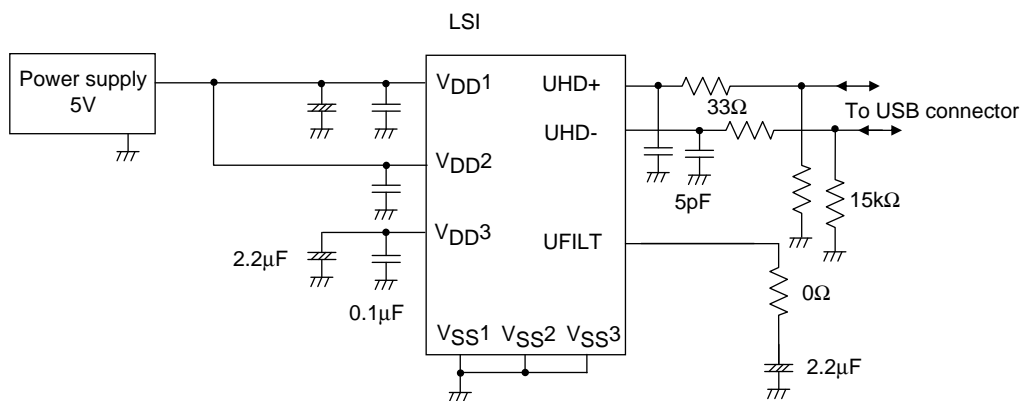 LSI
Power supply
5V
VDD1
UHD+
33Ω
To USB connector
UHD-
VDD2
5pF
15kΩ
VDD3
UFILT
2.2μF
0Ω
0.1μF
VSS1
VSS2
VSS3
2.2μF